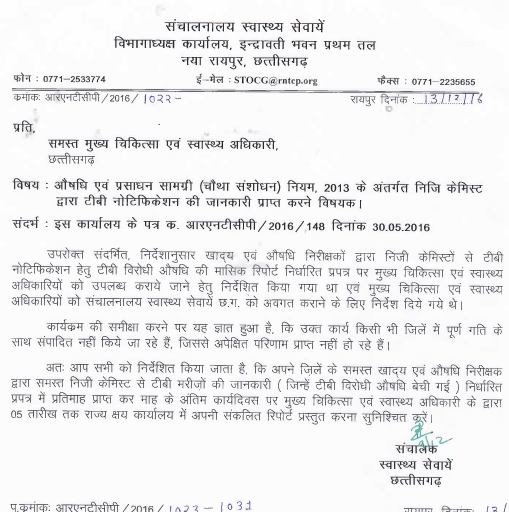 संचालनालय स्वास्थ्य सेवायें
विभागाध्यक्ष कार्यालय, इन्द्रावती भवन प्रथम तल
नया रायपुर, छत्तीसगढ़
फोन : 0771-2533774 ई-मेल : STOCG@rntcp.org फैक्स : 0771-2235655
कमांकः आरएनटीसीपी/2016/ 1022- रायपुर दिनांक : 13/12/16
प्रति,
समस्त मुख्य चिकित्सा एवं स्वास्थ्य अधिकारी,
छत्तीसगढ़
विषय : औषधि एवं प्रसाधन सामग्री (चौथा संशोधन) नियम, 2013 के अंतर्गत निजि केमिस्ट
द्वारा टीबी नोटिफिकेशन की जानकारी प्राप्त करने विषयक।
संदर्भ : इस कार्यालय के पत्र क. आरएनटीसीपी/2016/148 दिनांक 30.05.2016
उपरोक्त संदर्भित, निर्देशानुसार खाद्य एवं औषधि निरीक्षकों द्वारा निजी केमिस्टों से टीबी
नोटिफिकेशन हेतु टीबी विरोधी औषधि की मासिक रिपोर्ट निर्धारित प्रपत्र पर मुख्य चिकित्सा एवं स्वास्थ्य
अधिकारियों को उपलब्ध कराये जाने हेतु निर्देशित किया गया था एवं मुख्य चिकित्सा एवं स्वास्थ्य
अधिकारियों को संचालनालय स्वास्थ्य सेवायें छ.ग. को अवगत कराने के लिए निर्देश दिये गये थे।
कार्यकम की समीक्षा करने पर यह ज्ञात हुआ है, कि उक्त कार्य किसी भी जिलें में पूर्ण गति के
साथ संपादित नहीं किये जा रहे हैं, जिससे अपेक्षित परिणाम प्राप्त नहीं हो रहे हैं।
अतः आप सभी को निर्देशित किया जाता है, कि अपने ज़िलें के समस्त खाद्य एवं औषधि निरीक्षक
द्वारा समस्त निजी केमिस्ट से टीबी मरीज़ों की जानकारी ( जिन्हें टीबी विरोधी औषधि बेची गई ) निर्धारित
प्रपत्र में प्रतिमाह प्राप्त कर माह के अंतिम कार्यदिवस पर मुख्य चिकित्सा एवं स्वास्थ्य अधिकारी के द्वारा
05 तारीख तक राज्य क्षय कार्यालय में अपनी संकलित रिपोर्ट प्रस्तुत करना सुनिश्चित करें।
संचालक
स्वास्थ्य सेवायें
छत्तीसगढ़
पृ.कमांकः आरएनटीसीपी/2016/ 1023-1031 रायपुर, दिनांकः 13/